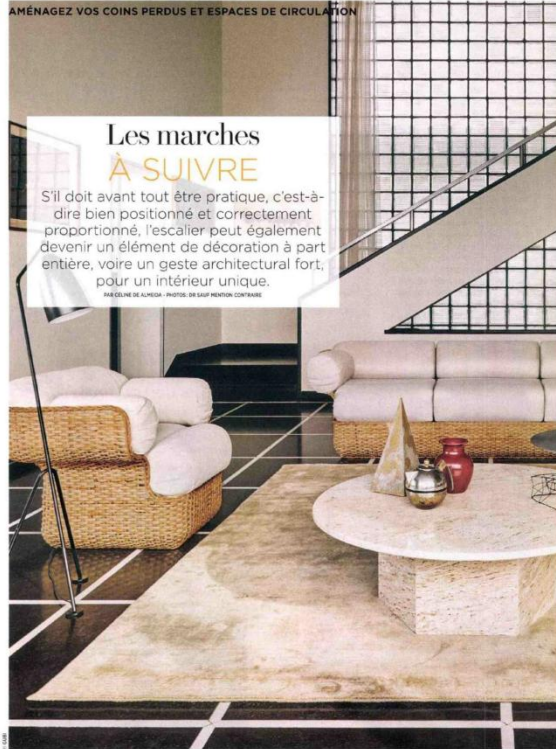 AMÉNAGEZ VOS COINS PERDUS ET ESPACES DE CIRCULATION
Les marches
À SUIVRE
S'il doit avant tout être pratique, c'est-à-
dire bien positionné et correctement
proportionné, l'escalier peut également
devenir un élément de décoration à part
entière, voire un geste architectural fort,
pour un intérieur unique.
PAR CELINE DE ALMEIDA - PHOTOS: DR SAUF MENTION CONTRAIRE
GUBI